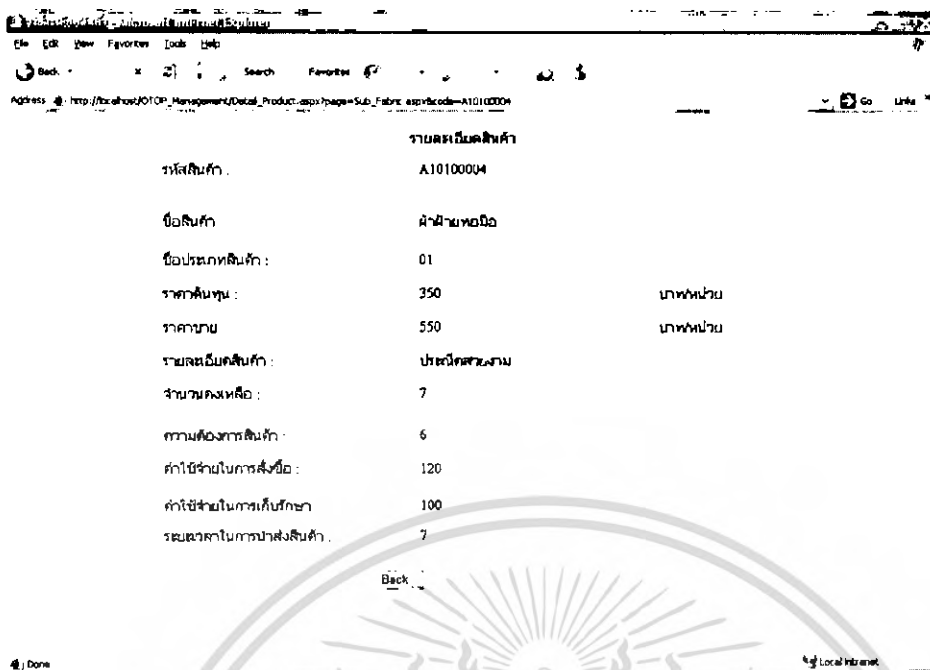 File Edit View Favorites Tools Help
Back Search Favorites
Address http://localhost/OTOP_Management/Detail_Product.aspx?page=Sub_Fabric.aspx&code=A10100004 Go Links
รายละเอียดสินค้า
รหัสสินค้า : A10100004
ชื่อสินค้า ผ้าฝ้ายทอมือ
ชื่อประเภทสินค้า : 01
ราคาต้นทุน : 350 บาท/หน่วย
ราคาขาย 550 บาท/หน่วย
รายละเอียดสินค้า : ประณีตสวยงาม
จำนวนคงเหลือ : 7
ความต้องการสินค้า : 6
ค่าใช้จ่ายในการสั่งซื้อ : 120
ค่าใช้จ่ายในการเก็บรักษา 100
ระยะเวลาในการนำส่งสินค้า : 7
Back
Done Local intranet